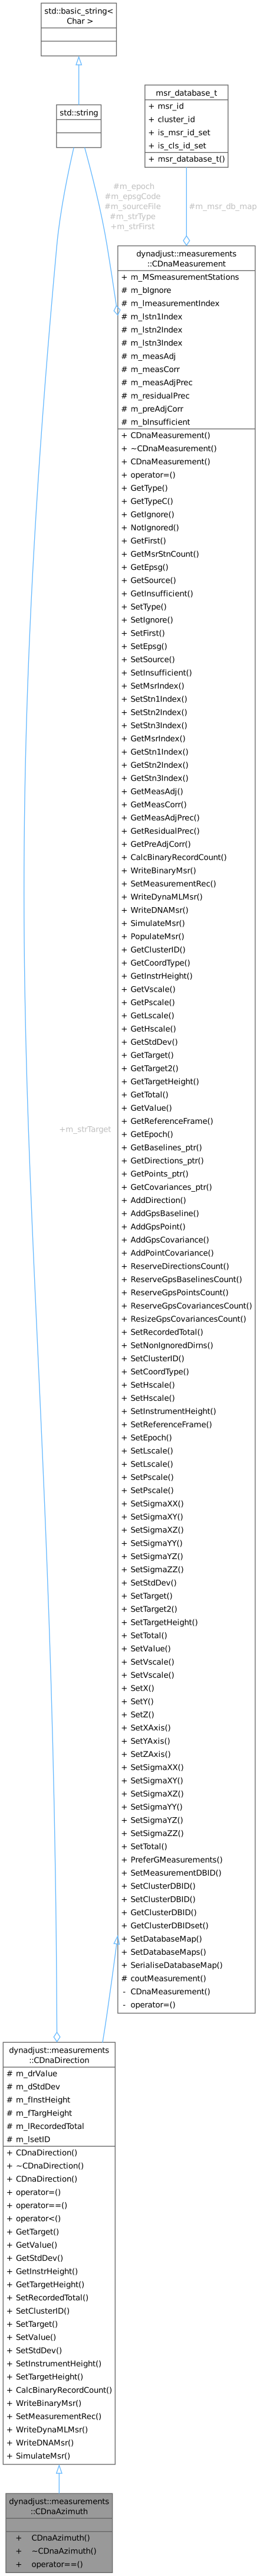 std::basic_string<
Char >
std::string
msr_database_t
+ msr_id
+ cluster_id
+ is_msr_id_set
+ is_cls_id_set
+ msr_database_t()
#m_epoch
#m_epsgCode
#m_sourceFile
#m_strType
+m_strFirst
#m_msr_db_map
dynadjust::measurements
::CDnaMeasurement
+ m_MSmeasurementStations
# m_bIgnore
# m_lmeasurementIndex
# m_lstn1Index
# m_lstn2Index
# m_lstn3Index
# m_measAdj
# m_measCorr
# m_measAdjPrec
# m_residualPrec
# m_preAdjCorr
# m_bInsufficient
+ CDnaMeasurement()
+ ~CDnaMeasurement()
+ CDnaMeasurement()
+ operator=()
+ GetType()
+ GetTypeC()
+ GetIgnore()
+ NotIgnored()
+ GetFirst()
+ GetMsrStnCount()
+ GetEpsg()
+ GetSource()
+ GetInsufficient()
+ SetType()
+ SetIgnore()
+ SetFirst()
+ SetEpsg()
+ SetSource()
+ SetInsufficient()
+ SetMsrIndex()
+ SetStn1Index()
+ SetStn2Index()
+ SetStn3Index()
+ GetMsrIndex()
+ GetStn1Index()
+ GetStn2Index()
+ GetStn3Index()
+ GetMeasAdj()
+ GetMeasCorr()
+ GetMeasAdjPrec()
+ GetResidualPrec()
+ GetPreAdjCorr()
+ CalcBinaryRecordCount()
+ WriteBinaryMsr()
+ SetMeasurementRec()
+ WriteDynaMLMsr()
+ WriteDNAMsr()
+ SimulateMsr()
+ PopulateMsr()
+ GetClusterID()
+ GetCoordType()
+ GetInstrHeight()
+ GetVscale()
+ GetPscale()
+ GetLscale()
+ GetHscale()
+ GetStdDev()
+ GetTarget()
+ GetTarget2()
+ GetTargetHeight()
+ GetTotal()
+ GetValue()
+ GetReferenceFrame()
+ GetEpoch()
+ GetBaselines_ptr()
+ GetDirections_ptr()
+ GetPoints_ptr()
+ GetCovariances_ptr()
+ AddDirection()
+ AddGpsBaseline()
+ AddGpsPoint()
+ AddGpsCovariance()
+ AddPointCovariance()
+ ReserveDirectionsCount()
+ ReserveGpsBaselinesCount()
+ ReserveGpsPointsCount()
+ ReserveGpsCovariancesCount()
+ ResizeGpsCovariancesCount()
+ SetRecordedTotal()
+ SetNonIgnoredDirns()
+ SetClusterID()
+ SetCoordType()
+ SetHscale()
+ SetHscale()
+ SetInstrumentHeight()
+ SetReferenceFrame()
+ SetEpoch()
+ SetLscale()
+ SetLscale()
+ SetPscale()
+ SetPscale()
+ SetSigmaXX()
+ SetSigmaXY()
+ SetSigmaXZ()
+ SetSigmaYY()
+ SetSigmaYZ()
+ SetSigmaZZ()
+ SetStdDev()
+ SetTarget()
+ SetTarget2()
+ SetTargetHeight()
+ SetTotal()
+ SetValue()
+ SetVscale()
+ SetVscale()
+ SetX()
+ SetY()
+ SetZ()
+ SetXAxis()
+ SetYAxis()
+ SetZAxis()
+ SetSigmaXX()
+ SetSigmaXY()
+ SetSigmaXZ()
+ SetSigmaYY()
+ SetSigmaYZ()
+ SetSigmaZZ()
+ SetTotal()
+ PreferGMeasurements()
+ SetMeasurementDBID()
+ SetClusterDBID()
+ SetClusterDBID()
+ GetClusterDBID()
+ GetClusterDBIDset()
+ SetDatabaseMap()
+ SetDatabaseMaps()
+ SerialiseDatabaseMap()
# coutMeasurement()
- CDnaMeasurement()
- operator=()
+m_strTarget
dynadjust::measurements
::CDnaDirection
# m_drValue
# m_dStdDev
# m_fInstHeight
# m_fTargHeight
# m_lRecordedTotal
# m_lsetID
+ CDnaDirection()
+ ~CDnaDirection()
+ CDnaDirection()
+ operator=()
+ operator==()
+ operator<()
+ GetTarget()
+ GetValue()
+ GetStdDev()
+ GetInstrHeight()
+ GetTargetHeight()
+ SetRecordedTotal()
+ SetClusterID()
+ SetTarget()
+ SetValue()
+ SetStdDev()
+ SetInstrumentHeight()
+ SetTargetHeight()
+ CalcBinaryRecordCount()
+ WriteBinaryMsr()
+ SetMeasurementRec()
+ WriteDynaMLMsr()
+ WriteDNAMsr()
+ SimulateMsr()
dynadjust::measurements
::CDnaAzimuth
+ CDnaAzimuth()
+ ~CDnaAzimuth()
+ operator==()